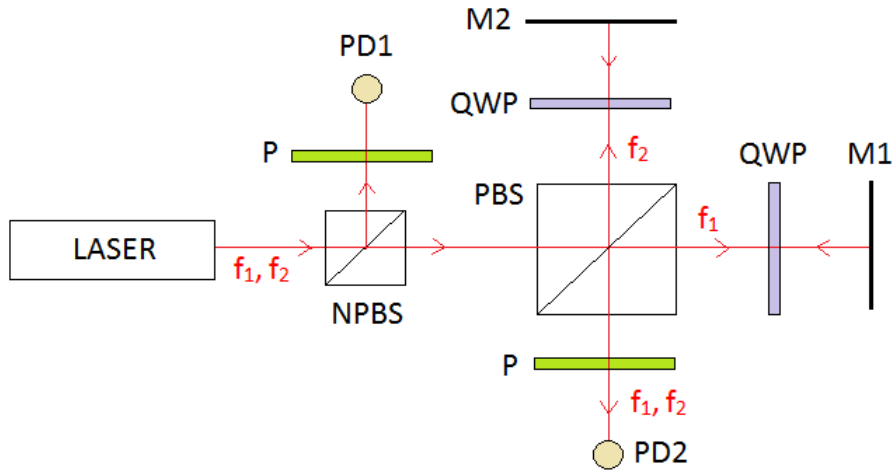 M2
PD1
QWP
P
f₂
QWP
M1
PBS
f₁
LASER
f₁, f₂
NPBS
P
f₁, f₂
PD2